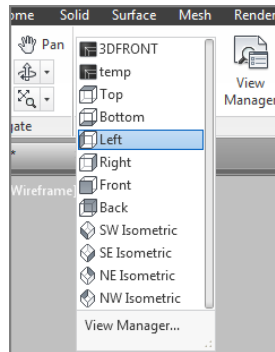 ome Solid Surface Mesh Render
Pan
3DFRONT
temp
Top
Bottom
Left
Right
Front
Back
SW Isometric
SE Isometric
NE Isometric
NW Isometric
View Manager...
View
Manager
gate
Wireframe